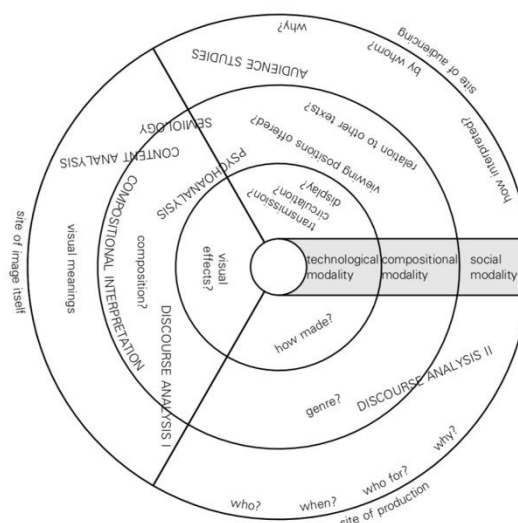 why?
by whom?
site of audiencing
how interpreted?
AUDIENCE STUDIES
relation to other texts?
viewing positions offered?
transmission?
circulation?
display?
SEMIOLOGY
CONTENT ANALYSIS
PSYCHOANALYSIS
COMPOSITIONAL INTERPRETATION
DISCOURSE ANALYSIS I
site of image itself
visual meanings
composition?
visual
effects?
technological
modality
compositional
modality
social
modality
how made?
genre?
DISCOURSE ANALYSIS II
who?
when?
who for?
why?
site of production